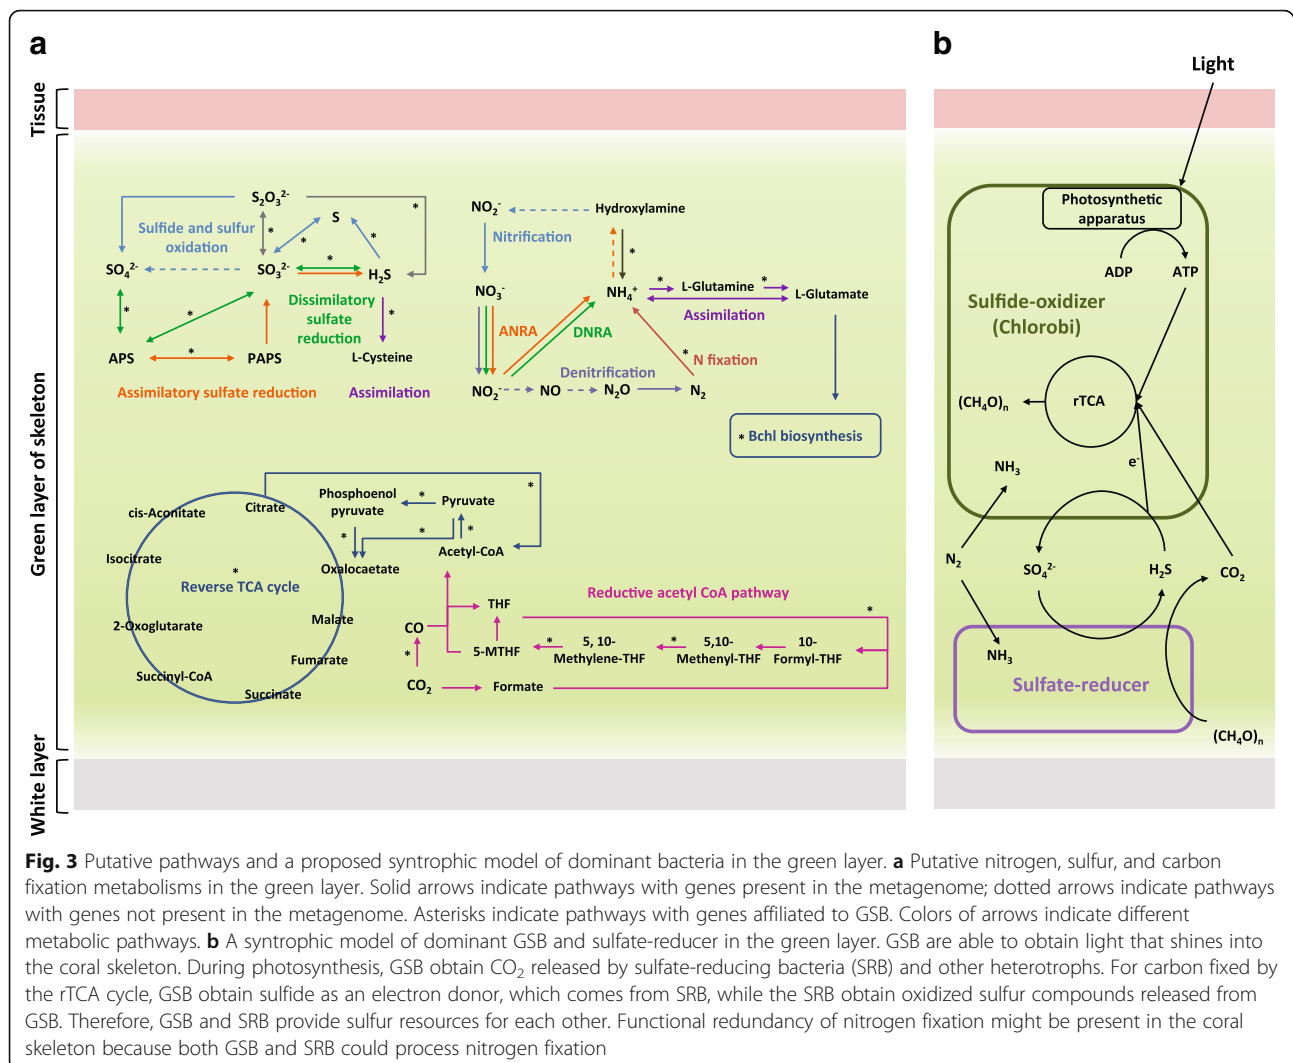 a
b
Light
Tissue
Green layer of skeleton
White layer
S₂O₃²⁻
*
S
*
*
*
Sulfide and sulfur
oxidation
SO₄²⁻
SO₃²⁻
*
H₂S
*
*
Dissimilatory
sulfate
reduction
*
APS
*
PAPS
L-Cysteine
Assimilatory sulfate reduction
Assimilation
NO₂⁻
Hydroxylamine
Nitrification
*
NO₃⁻
NH₄⁺
*
L-Glutamine
*
L-Glutamate
Assimilation
ANRA
DNRA
*
N fixation
Denitrification
NO₂⁻
NO
N₂O
N₂
* Bchl biosynthesis
Citrate
cis-Aconitate
Isocitrate
2-Oxoglutarate
Succinyl-CoA
Succinate
Fumarate
Malate
Oxalocaetate
*
Reverse TCA cycle
Phosphoenol
pyruvate
*
Pyruvate
*
*
*
*
Acetyl-CoA
Reductive acetyl CoA pathway
THF
*
CO
5-MTHF
*
5, 10-
Methylene-THF
*
5,10-
Methenyl-THF
10-
Formyl-THF
*
CO₂
Formate
Photosynthetic
apparatus
ADP
ATP
Sulfide-oxidizer
(Chlorobi)
(CH₄O)ₙ
rTCA
e⁻
NH₃
N₂
SO₄²⁻
H₂S
CO₂
NH₃
Sulfate-reducer
(CH₄O)ₙ
Fig. 3 Putative pathways and a proposed syntrophic model of dominant bacteria in the green layer. a Putative nitrogen, sulfur, and carbon
fixation metabolisms in the green layer. Solid arrows indicate pathways with genes present in the metagenome; dotted arrows indicate pathways
with genes not present in the metagenome. Asterisks indicate pathways with genes affiliated to GSB. Colors of arrows indicate different
metabolic pathways. b A syntrophic model of dominant GSB and sulfate-reducer in the green layer. GSB are able to obtain light that shines into
the coral skeleton. During photosynthesis, GSB obtain CO₂ released by sulfate-reducing bacteria (SRB) and other heterotrophs. For carbon fixed by
the rTCA cycle, GSB obtain sulfide as an electron donor, which comes from SRB, while the SRB obtain oxidized sulfur compounds released from
GSB. Therefore, GSB and SRB provide sulfur resources for each other. Functional redundancy of nitrogen fixation might be present in the coral
skeleton because both GSB and SRB could process nitrogen fixation